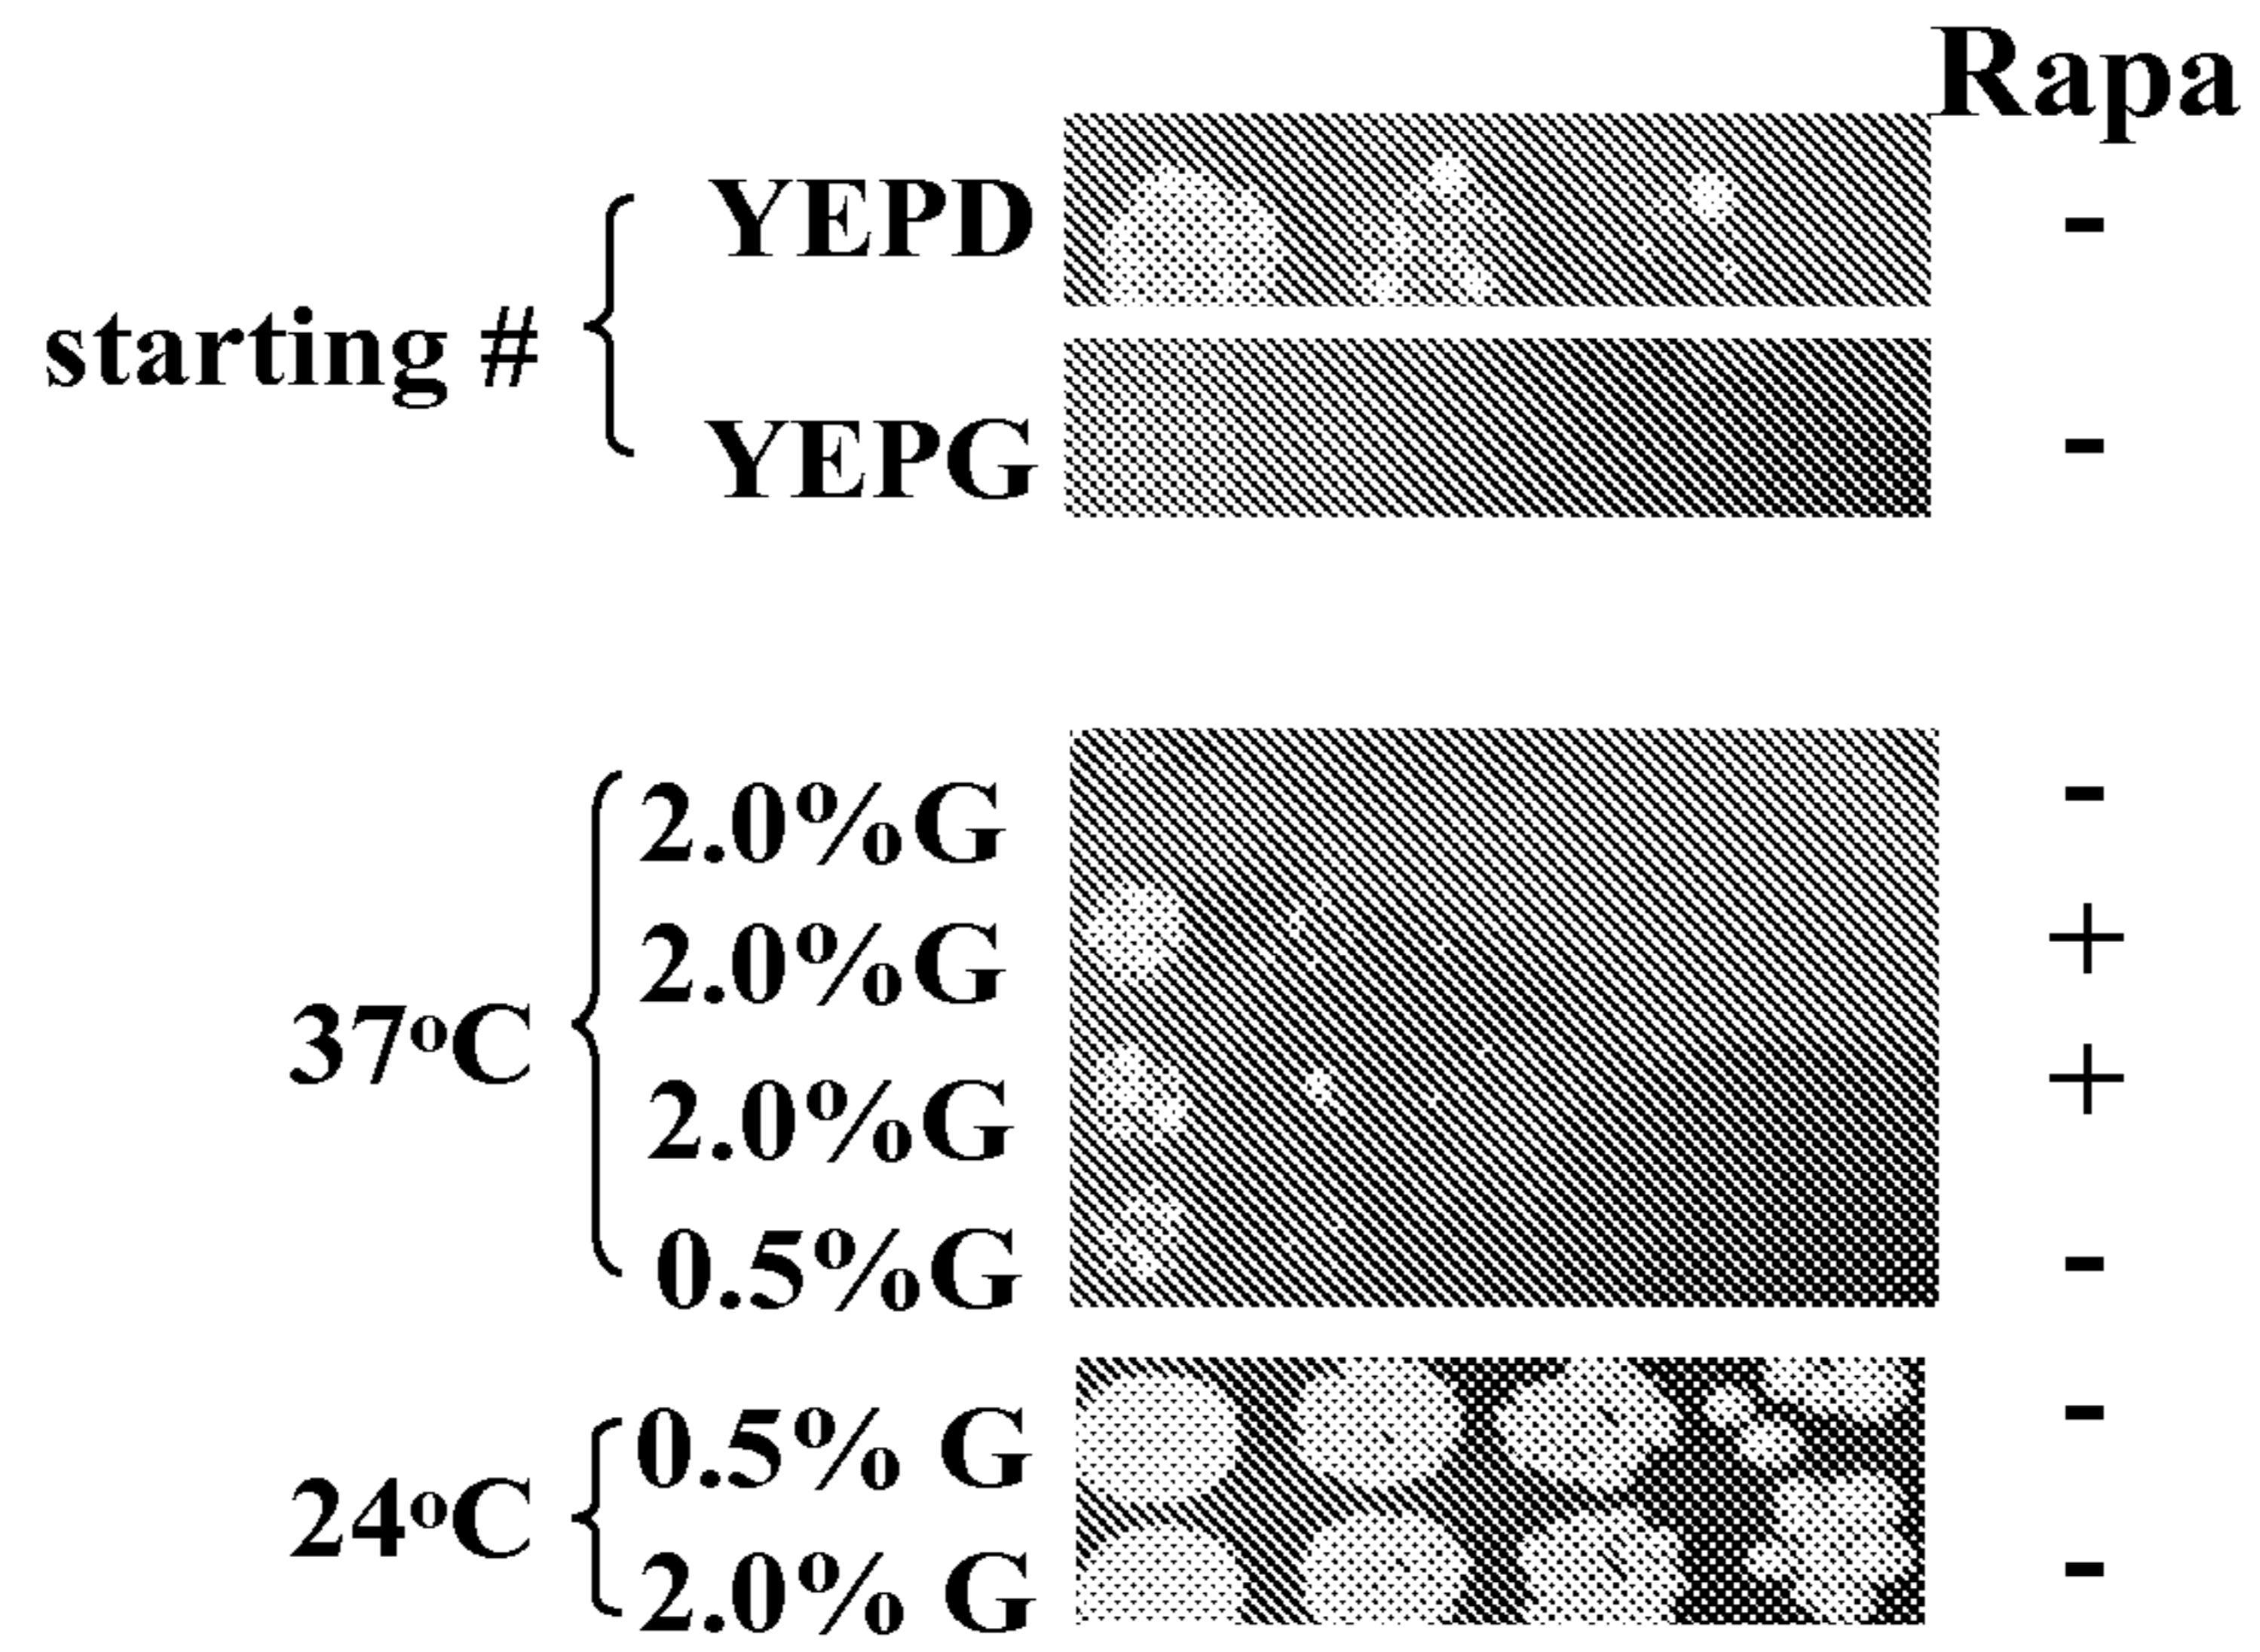 Rapa
YEPD -
starting #
YEPG -
2.0%G -
2.0%G +
37°C
2.0%G +
0.5%G -
0.5% G -
24°C
2.0% G -